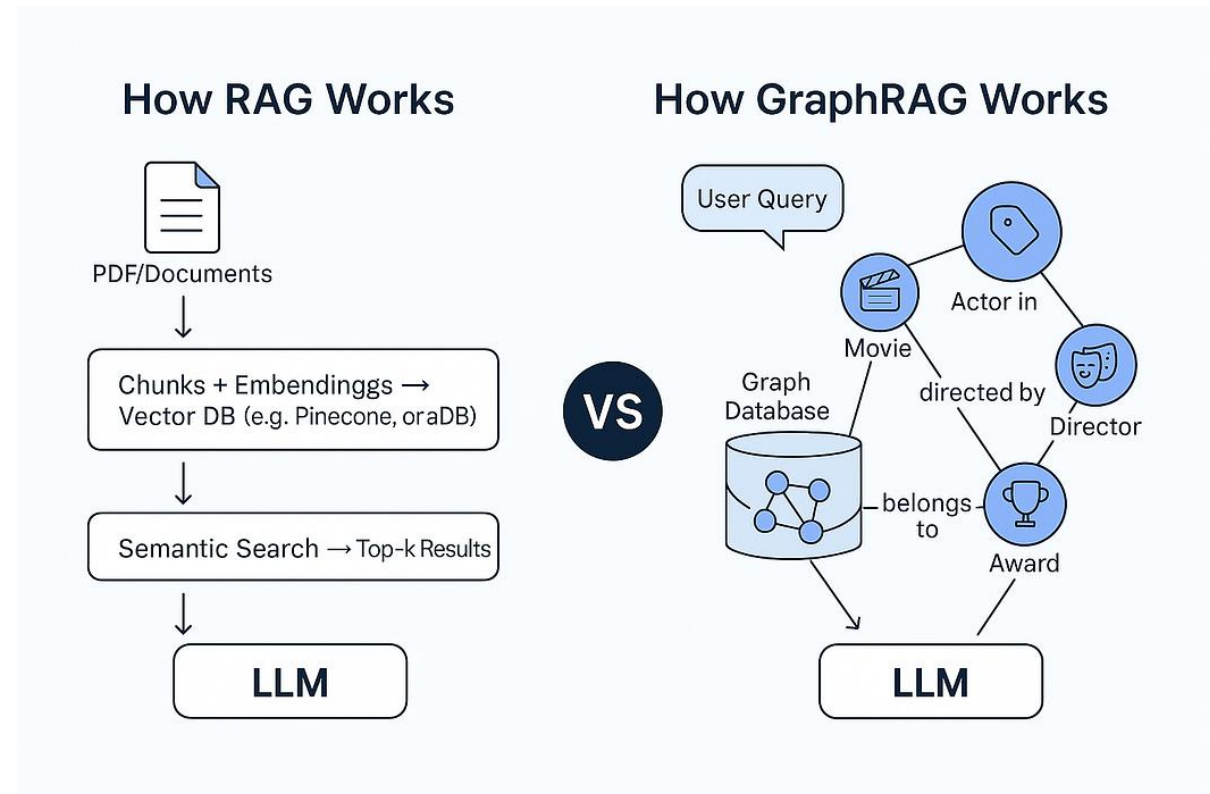 How RAG Works
PDF/Documents
Chunks + Embendinggs →
Vector DB (e.g. Pinecone, oraDB)
Semantic Search → Top-k Results
LLM
VS
How GraphRAG Works
User Query
Actor in
Movie
Graph
Database
directed by
Director
belongs
to
Award
LLM